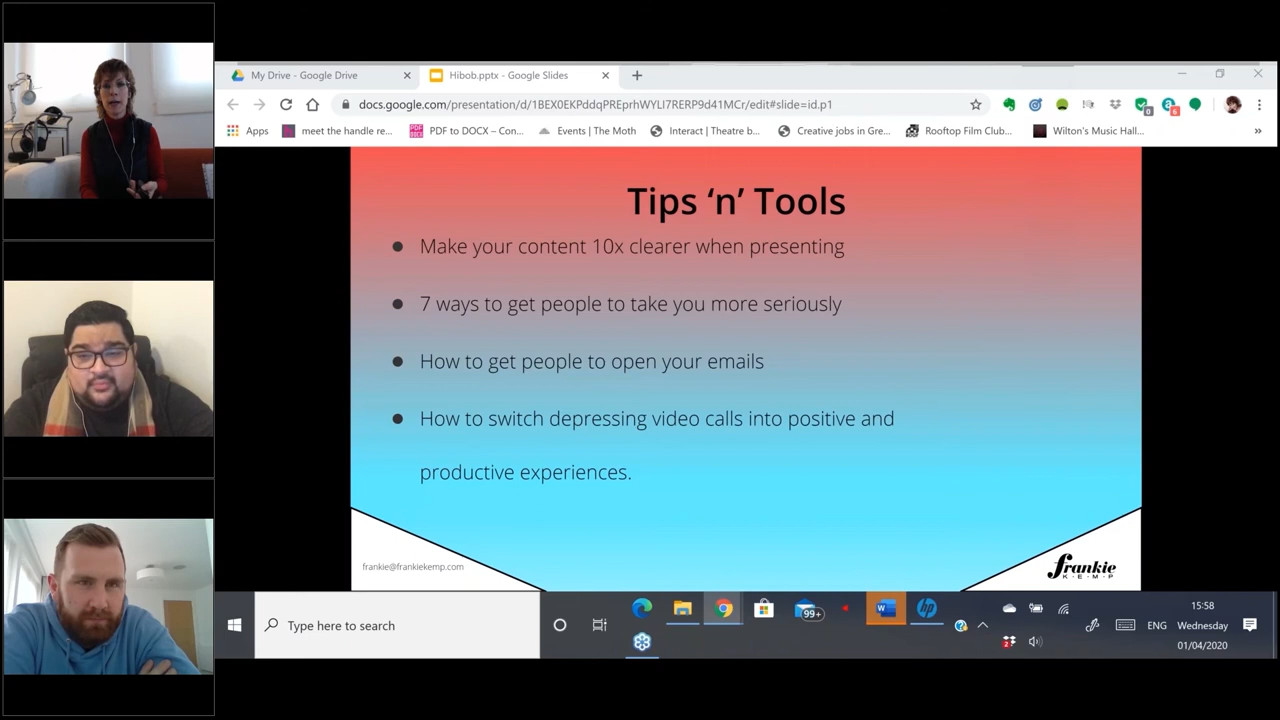 My Drive - Google Drive
Hibob.pptx - Google Slides
docs.google.com/presentation/d/1BEX0EKPddqPREprhWYLI7RERP9d41MCr/edit#slide=id.p1
0
6
Apps
meet the handle re...
PDF to DOCX – Con...
Events | The Moth
Interact | Theatre b...
Creative jobs in Gre...
Rooftop Film Club...
Wilton's Music Hall...
»
Tips ‘n’ Tools
● Make your content 10x clearer when presenting
● 7 ways to get people to take you more seriously
● How to get people to open your emails
● How to switch depressing video calls into positive and
productive experiences.
frankie@frankiekemp.com
frankie
KEMP
Type here to search
99+
2
ENG
15:58
Wednesday
01/04/2020